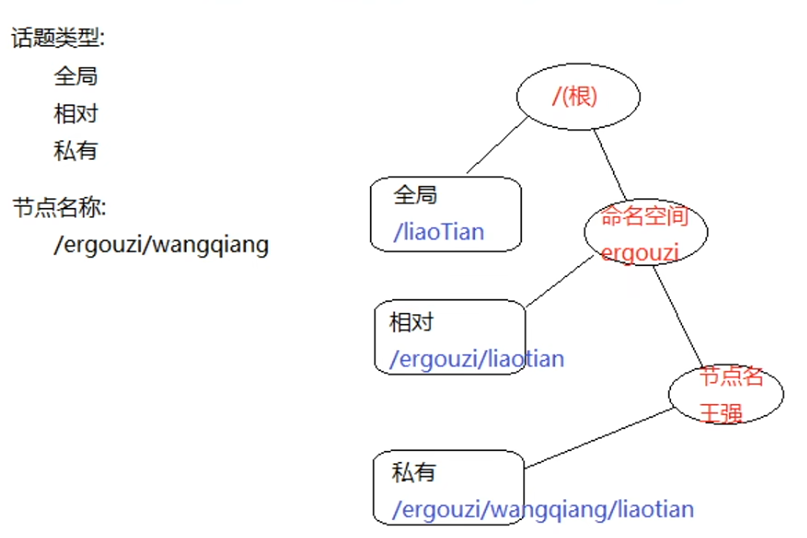 话题类型:
全局
相对
私有
节点名称:
/ergouzi/wangqiang
/(根)
全局
/liaoTian
命名空间
ergouzi
相对
/ergouzi/liaotian
节点名
王强
私有
/ergouzi/wangqiang/liaotian